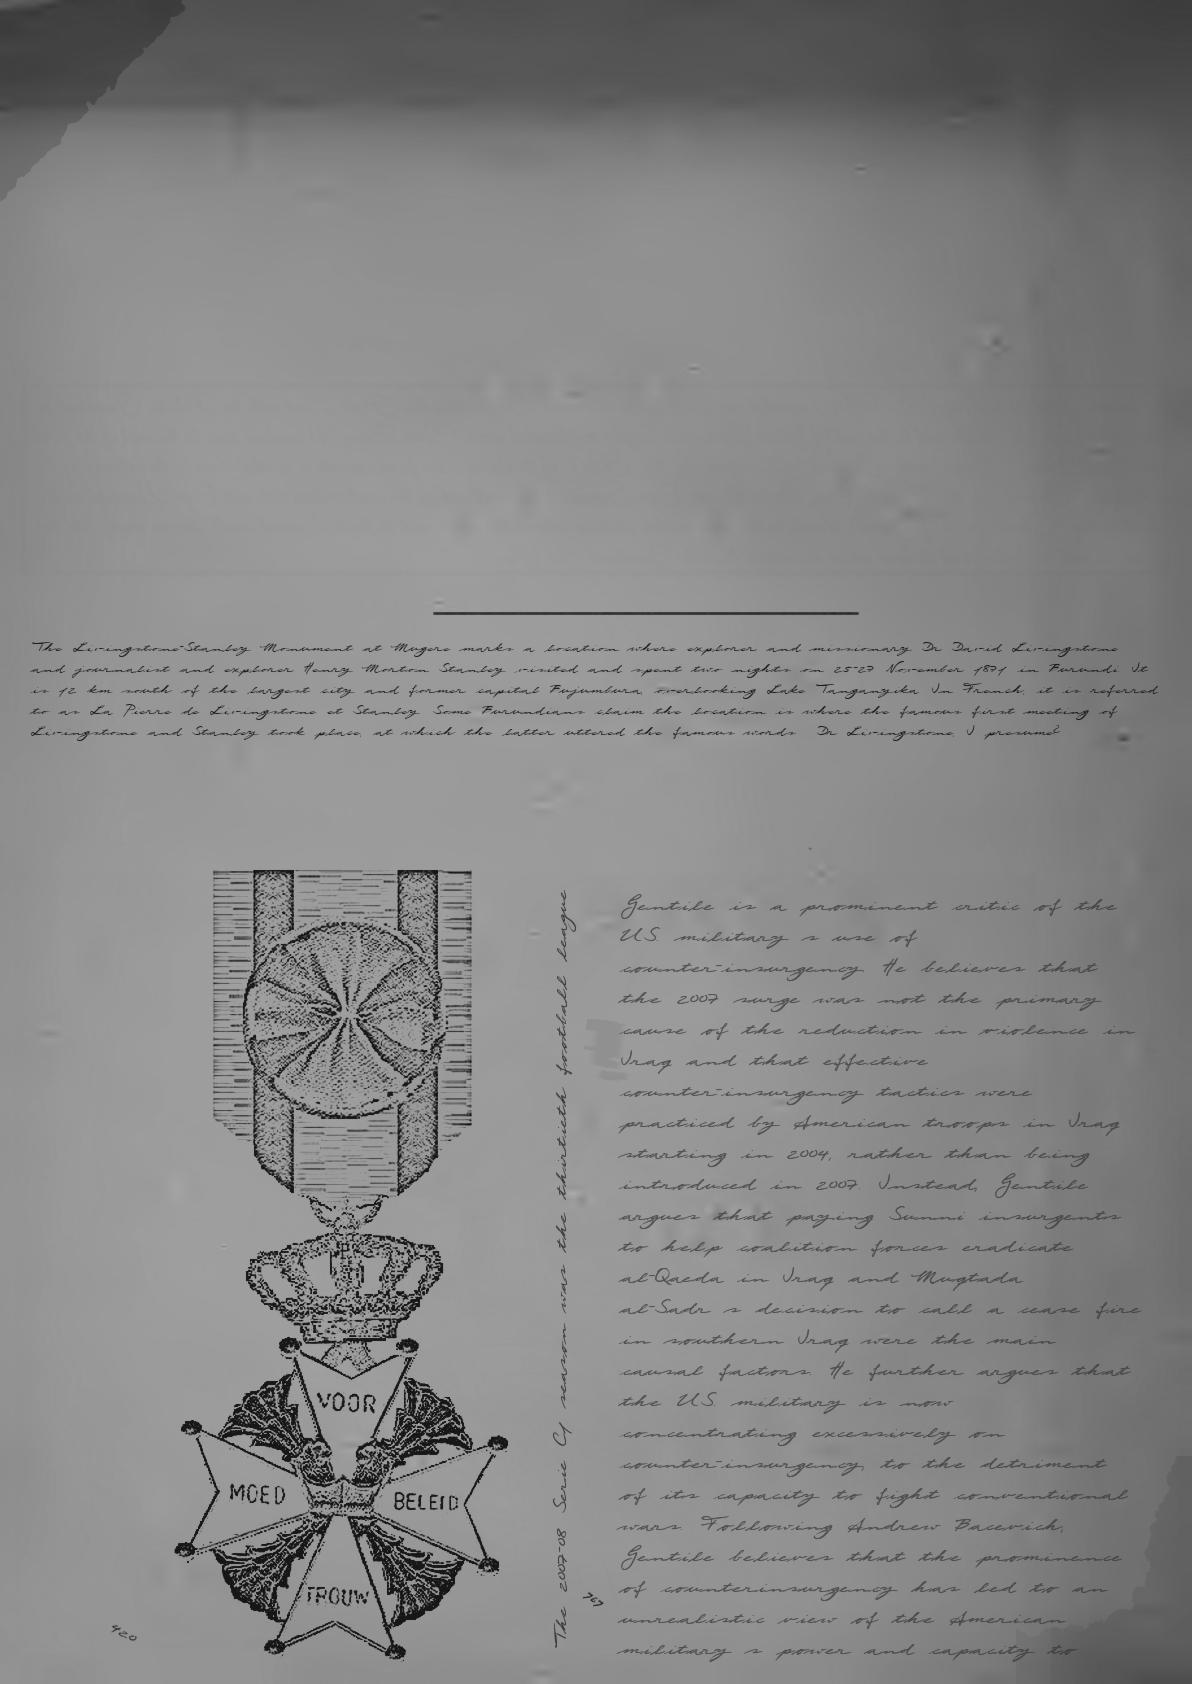 The Livingstone-Stanley Monument at Mugere marks a location where explorer and missionary Dr David Livingstone
and journalist and explorer Henry Morton Stanley visited and spent two nights on 25-27 November 1871 in Burundi It
is 12 km south of the largest city and former capital Bujumbura, overlooking Lake Tanganyika In French, it is referred
to as La Pierre de Livingstone et Stanley Some Burundians claim the location is where the famous first meeting of
Livingstone and Stanley took place, at which the latter uttered the famous words Dr Livingstone, I presume?
VOOR
MOED
BELEID
TROUW
420
The 2007-08 Serie C1 season was the thirtieth football league
769
Gentile is a prominent critic of the
U.S. military s use of
counter-insurgency. He believes that
the 2007 surge was not the primary
cause of the reduction in violence in
Iraq and that effective
counter-insurgency tactics were
practiced by American troops in Iraq
starting in 2004, rather than being
introduced in 2007. Instead, Gentile
argues that paying Sunni insurgents
to help coalition forces eradicate
al-Qaeda in Iraq and Muqtada
al-Sadr s decision to call a cease fire
in southern Iraq were the main
causal factors. He further argues that
the U.S. military is now
concentrating excessively on
counter-insurgency, to the detriment
of its capacity to fight conventional
wars. Following Andrew Bacevich,
Gentile believes that the prominence
of counterinsurgency has led to an
unrealistic view of the American
military s power and capacity to